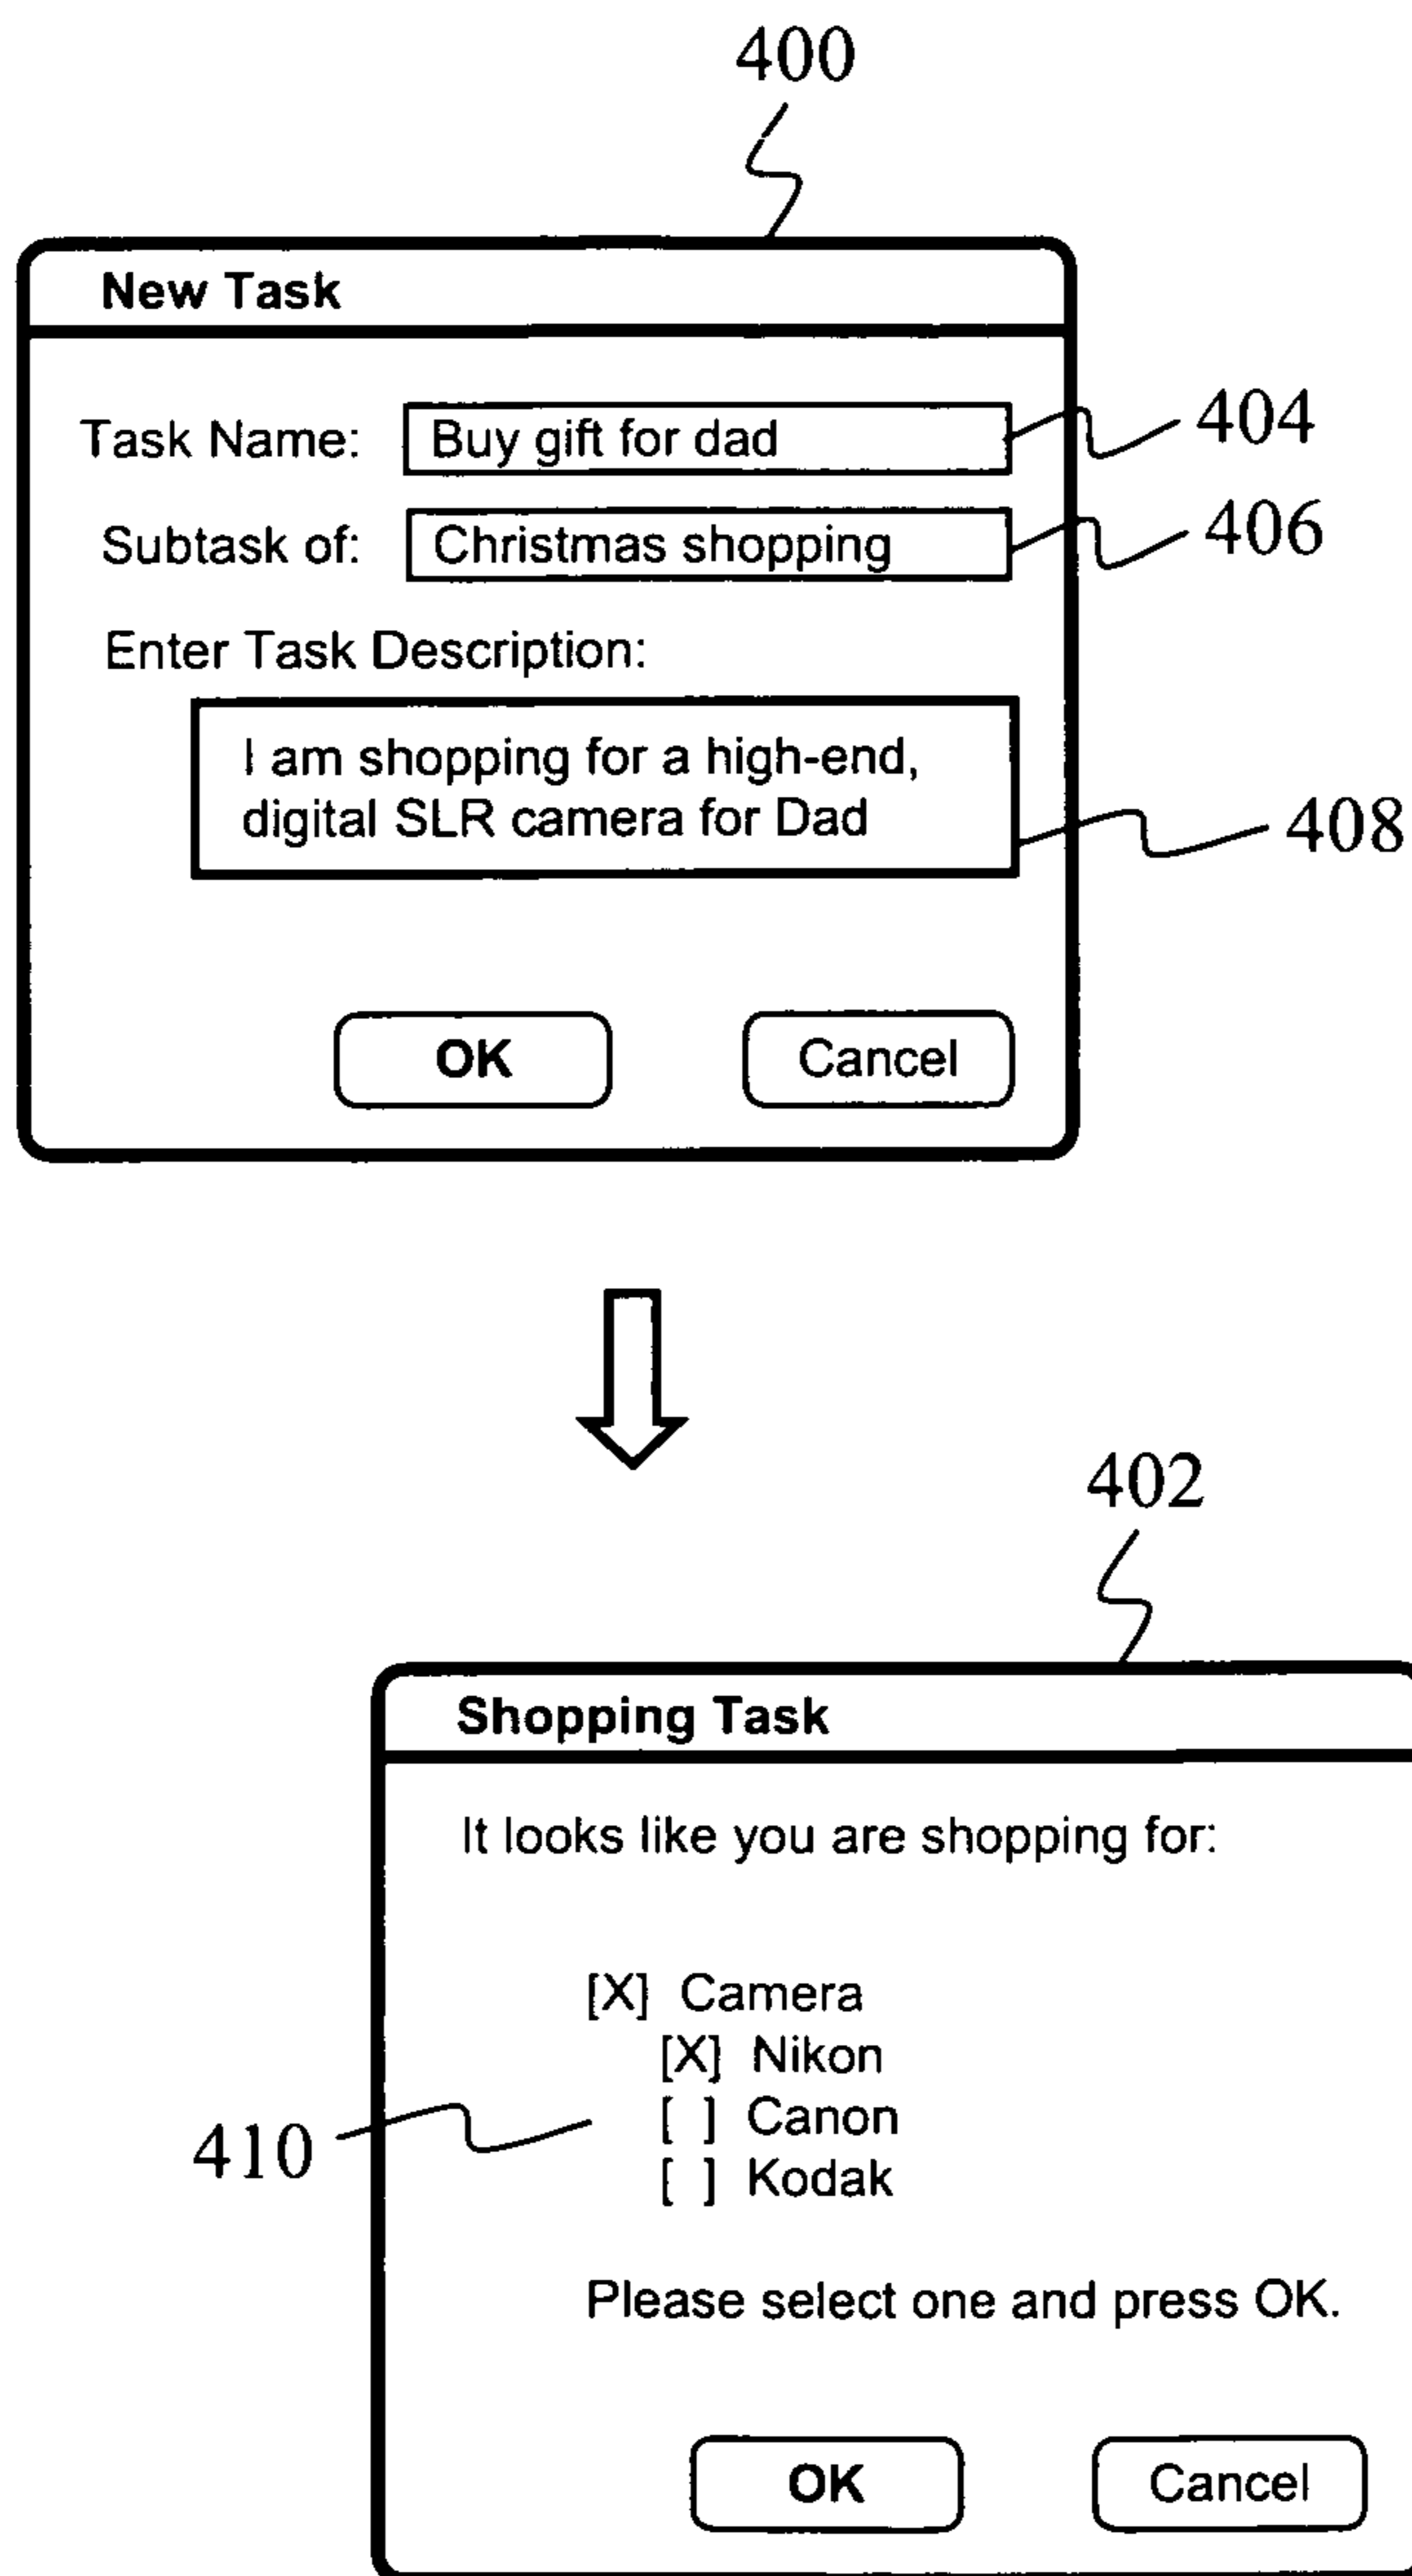 400
New Task
Task Name: Buy gift for dad
404
Subtask of: Christmas shopping
406
Enter Task Description:
I am shopping for a high-end,
digital SLR camera for Dad
408
OK Cancel
402
Shopping Task
It looks like you are shopping for:
[X] Camera
[X] Nikon
[ ] Canon
410
[ ] Kodak
Please select one and press OK.
OK Cancel